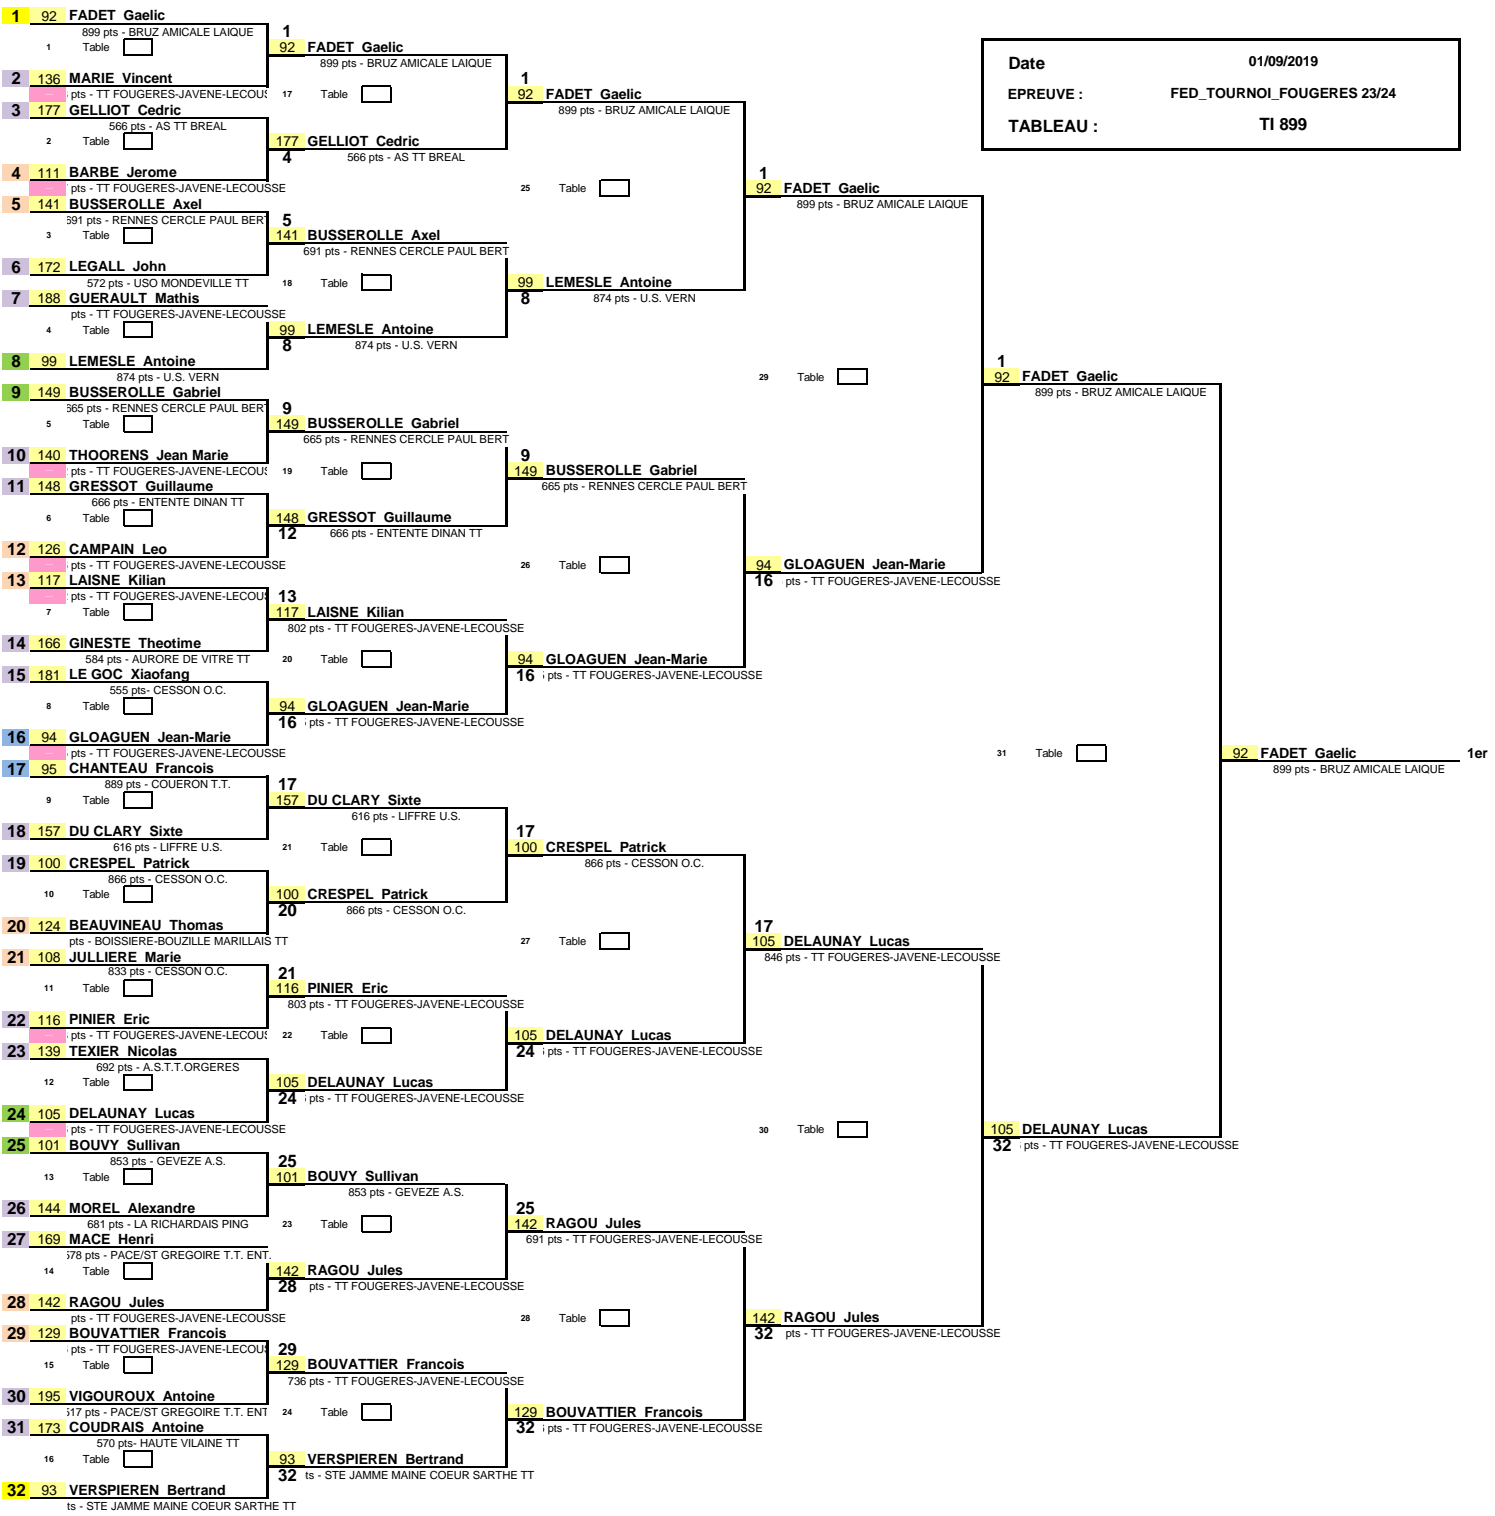 Date 01/09/2019
EPREUVE : FED_TOURNOI_FOUGERES 23/24
TABLEAU : TI 899
1 92 FADET Gaelic
899 pts - BRUZ AMICALE LAIQUE
1 Table
2 136 MARIE Vincent
pts - TT FOUGERES-JAVENE-LECOUS
3 177 GELLIOT Cedric
566 pts - AS TT BREAL
2 Table
4 111 BARBE Jerome
pts - TT FOUGERES-JAVENE-LECOUSSE
5 141 BUSSEROLLE Axel
691 pts - RENNES CERCLE PAUL BERT
3 Table
6 172 LEGALL John
572 pts - USO MONDEVILLE TT
7 188 GUERAULT Mathis
pts - TT FOUGERES-JAVENE-LECOUSSE
4 Table
8 99 LEMESLE Antoine
874 pts - U.S. VERN
9 149 BUSSEROLLE Gabriel
665 pts - RENNES CERCLE PAUL BERT
5 Table
10 140 THOORENS Jean Marie
pts - TT FOUGERES-JAVENE-LECOUS
11 148 GRESSOT Guillaume
666 pts - ENTENTE DINAN TT
6 Table
12 126 CAMPAIN Leo
pts - TT FOUGERES-JAVENE-LECOUSSE
13 117 LAISNE Kilian
pts - TT FOUGERES-JAVENE-LECOUS
7 Table
14 166 GINESTE Theotime
584 pts - AURORE DE VITRE TT
15 181 LE GOC Xiaofang
555 pts- CESSON O.C.
8 Table
16 94 GLOAGUEN Jean-Marie
pts - TT FOUGERES-JAVENE-LECOUSSE
17 95 CHANTEAU Francois
889 pts - COUERON T.T.
9 Table
18 157 DU CLARY Sixte
616 pts - LIFFRE U.S.
19 100 CRESPEL Patrick
866 pts - CESSON O.C.
10 Table
20 124 BEAUVINEAU Thomas
pts - BOISSIERE-BOUZILLE MARILLAIS TT
21 108 JULLIERE Marie
833 pts - CESSON O.C.
11 Table
22 116 PINIER Eric
pts - TT FOUGERES-JAVENE-LECOUS
23 139 TEXIER Nicolas
692 pts - A.S.T.T.ORGERES
12 Table
24 105 DELAUNAY Lucas
pts - TT FOUGERES-JAVENE-LECOUSSE
25 101 BOUVY Sullivan
853 pts - GEVEZE A.S.
13 Table
26 144 MOREL Alexandre
681 pts - LA RICHARDAIS PING
27 169 MACE Henri
578 pts - PACE/ST GREGOIRE T.T. ENT.
14 Table
28 142 RAGOU Jules
pts - TT FOUGERES-JAVENE-LECOUSSE
29 129 BOUVATTIER Francois
pts - TT FOUGERES-JAVENE-LECOUS
15 Table
30 195 VIGOUROUX Antoine
517 pts - PACE/ST GREGOIRE T.T. ENT
31 173 COUDRAIS Antoine
570 pts- HAUTE VILAINE TT
16 Table
32 93 VERSPIEREN Bertrand
ts - STE JAMME MAINE COEUR SARTHE TT
1
92 FADET Gaelic
899 pts - BRUZ AMICALE LAIQUE
17 Table
177 GELLIOT Cedric
4 566 pts - AS TT BREAL
5
141 BUSSEROLLE Axel
691 pts - RENNES CERCLE PAUL BERT
18 Table
99 LEMESLE Antoine
8 874 pts - U.S. VERN
9
149 BUSSEROLLE Gabriel
665 pts - RENNES CERCLE PAUL BERT
19 Table
148 GRESSOT Guillaume
12 666 pts - ENTENTE DINAN TT
13
117 LAISNE Kilian
802 pts - TT FOUGERES-JAVENE-LECOUSSE
20 Table
94 GLOAGUEN Jean-Marie
16 pts - TT FOUGERES-JAVENE-LECOUSSE
17
157 DU CLARY Sixte
616 pts - LIFFRE U.S.
21 Table
100 CRESPEL Patrick
20 866 pts - CESSON O.C.
21
116 PINIER Eric
803 pts - TT FOUGERES-JAVENE-LECOUSSE
22 Table
105 DELAUNAY Lucas
24 pts - TT FOUGERES-JAVENE-LECOUSSE
25
101 BOUVY Sullivan
853 pts - GEVEZE A.S.
23 Table
142 RAGOU Jules
28 pts - TT FOUGERES-JAVENE-LECOUSSE
29
129 BOUVATTIER Francois
736 pts - TT FOUGERES-JAVENE-LECOUSSE
24 Table
93 VERSPIEREN Bertrand
32 ts - STE JAMME MAINE COEUR SARTHE TT
1
92 FADET Gaelic
899 pts - BRUZ AMICALE LAIQUE
25 Table
99 LEMESLE Antoine
8 874 pts - U.S. VERN
9
149 BUSSEROLLE Gabriel
665 pts - RENNES CERCLE PAUL BERT
26 Table
94 GLOAGUEN Jean-Marie
16 pts - TT FOUGERES-JAVENE-LECOUSSE
17
100 CRESPEL Patrick
866 pts - CESSON O.C.
27 Table
105 DELAUNAY Lucas
24 pts - TT FOUGERES-JAVENE-LECOUSSE
25
142 RAGOU Jules
691 pts - TT FOUGERES-JAVENE-LECOUSSE
28 Table
129 BOUVATTIER Francois
32 pts - TT FOUGERES-JAVENE-LECOUSSE
1
92 FADET Gaelic
899 pts - BRUZ AMICALE LAIQUE
29 Table
94 GLOAGUEN Jean-Marie
16 pts - TT FOUGERES-JAVENE-LECOUSSE
17
105 DELAUNAY Lucas
846 pts - TT FOUGERES-JAVENE-LECOUSSE
30 Table
142 RAGOU Jules
32 pts - TT FOUGERES-JAVENE-LECOUSSE
1
92 FADET Gaelic
899 pts - BRUZ AMICALE LAIQUE
31 Table
105 DELAUNAY Lucas
32 pts - TT FOUGERES-JAVENE-LECOUSSE
92 FADET Gaelic 1er
899 pts - BRUZ AMICALE LAIQUE